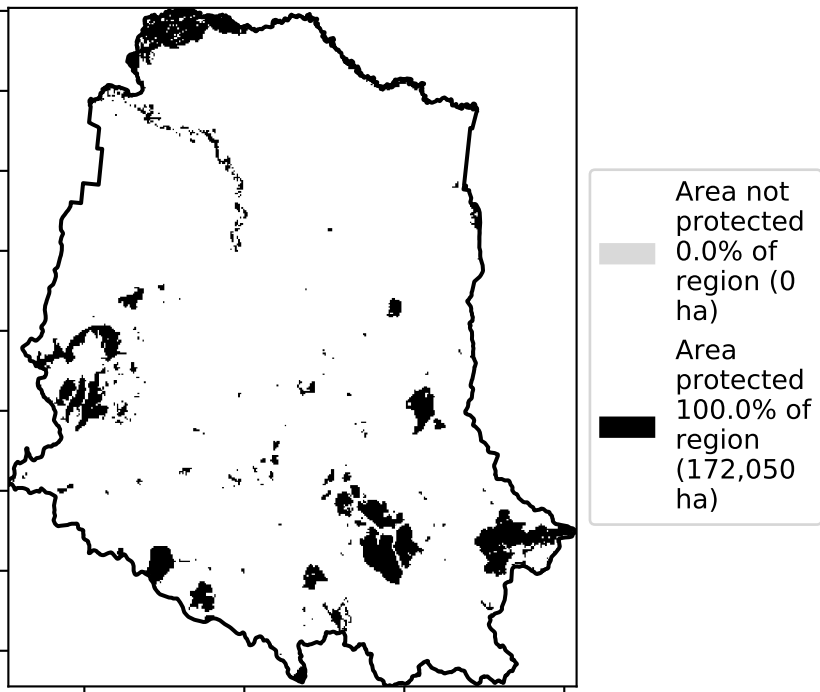 Area not
protected
0.0% of
region (0
ha)
Area
protected
100.0% of
region
(172,050
ha)